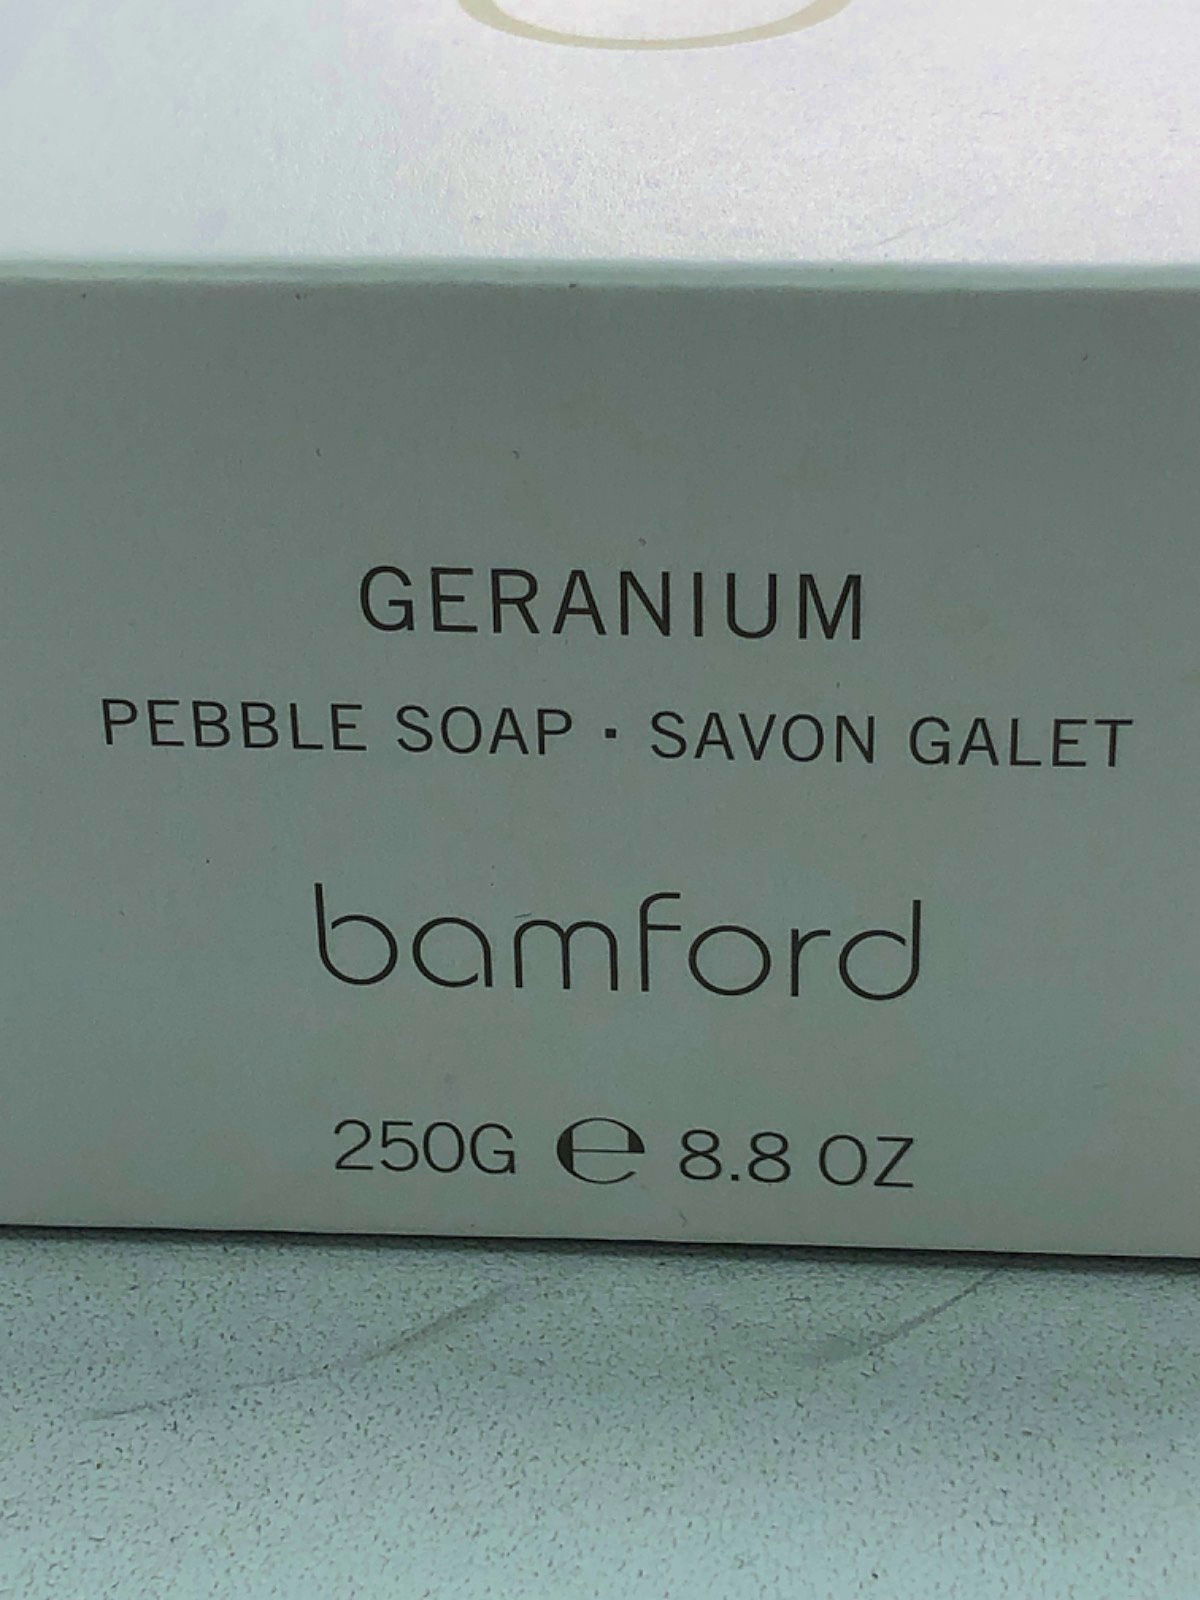 GERANIUM
PEBBLE SOAP · SAVON GALET
bamford
250G ℮ 8.8 OZ